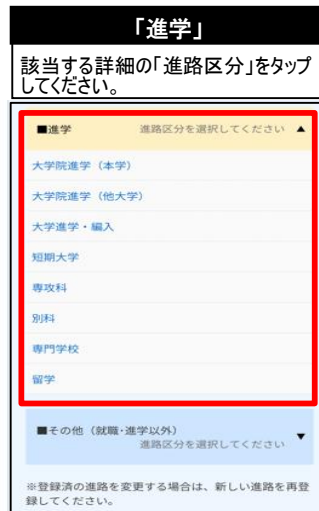 「進学」
該当する詳細の「進路区分」をタップ
してください。
■進学 進路区分を選択してください ▲
大学院進学（本学）
大学院進学（他大学）
大学進学・編入
短期大学
専攻科
別科
専門学校
留学
■その他（就職・進学以外）
進路区分を選択してください ▼
※登録済の進路を変更する場合は、新しい進路を再登
録してください。